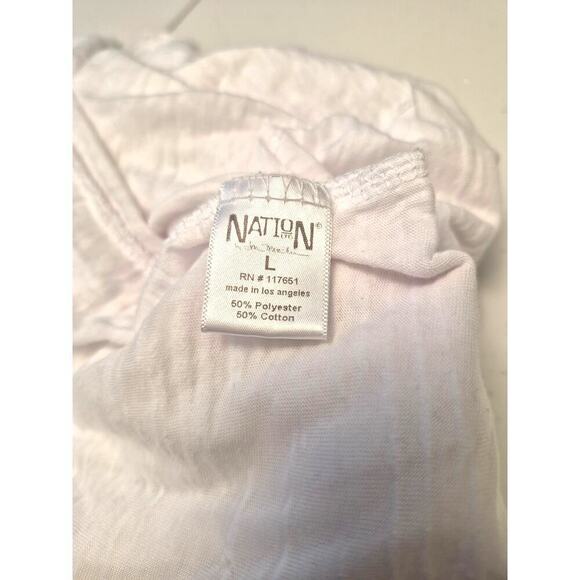 NATION®
LTD
L
RN # 117651
made in los angeles
50% Polyester
50% Cotton